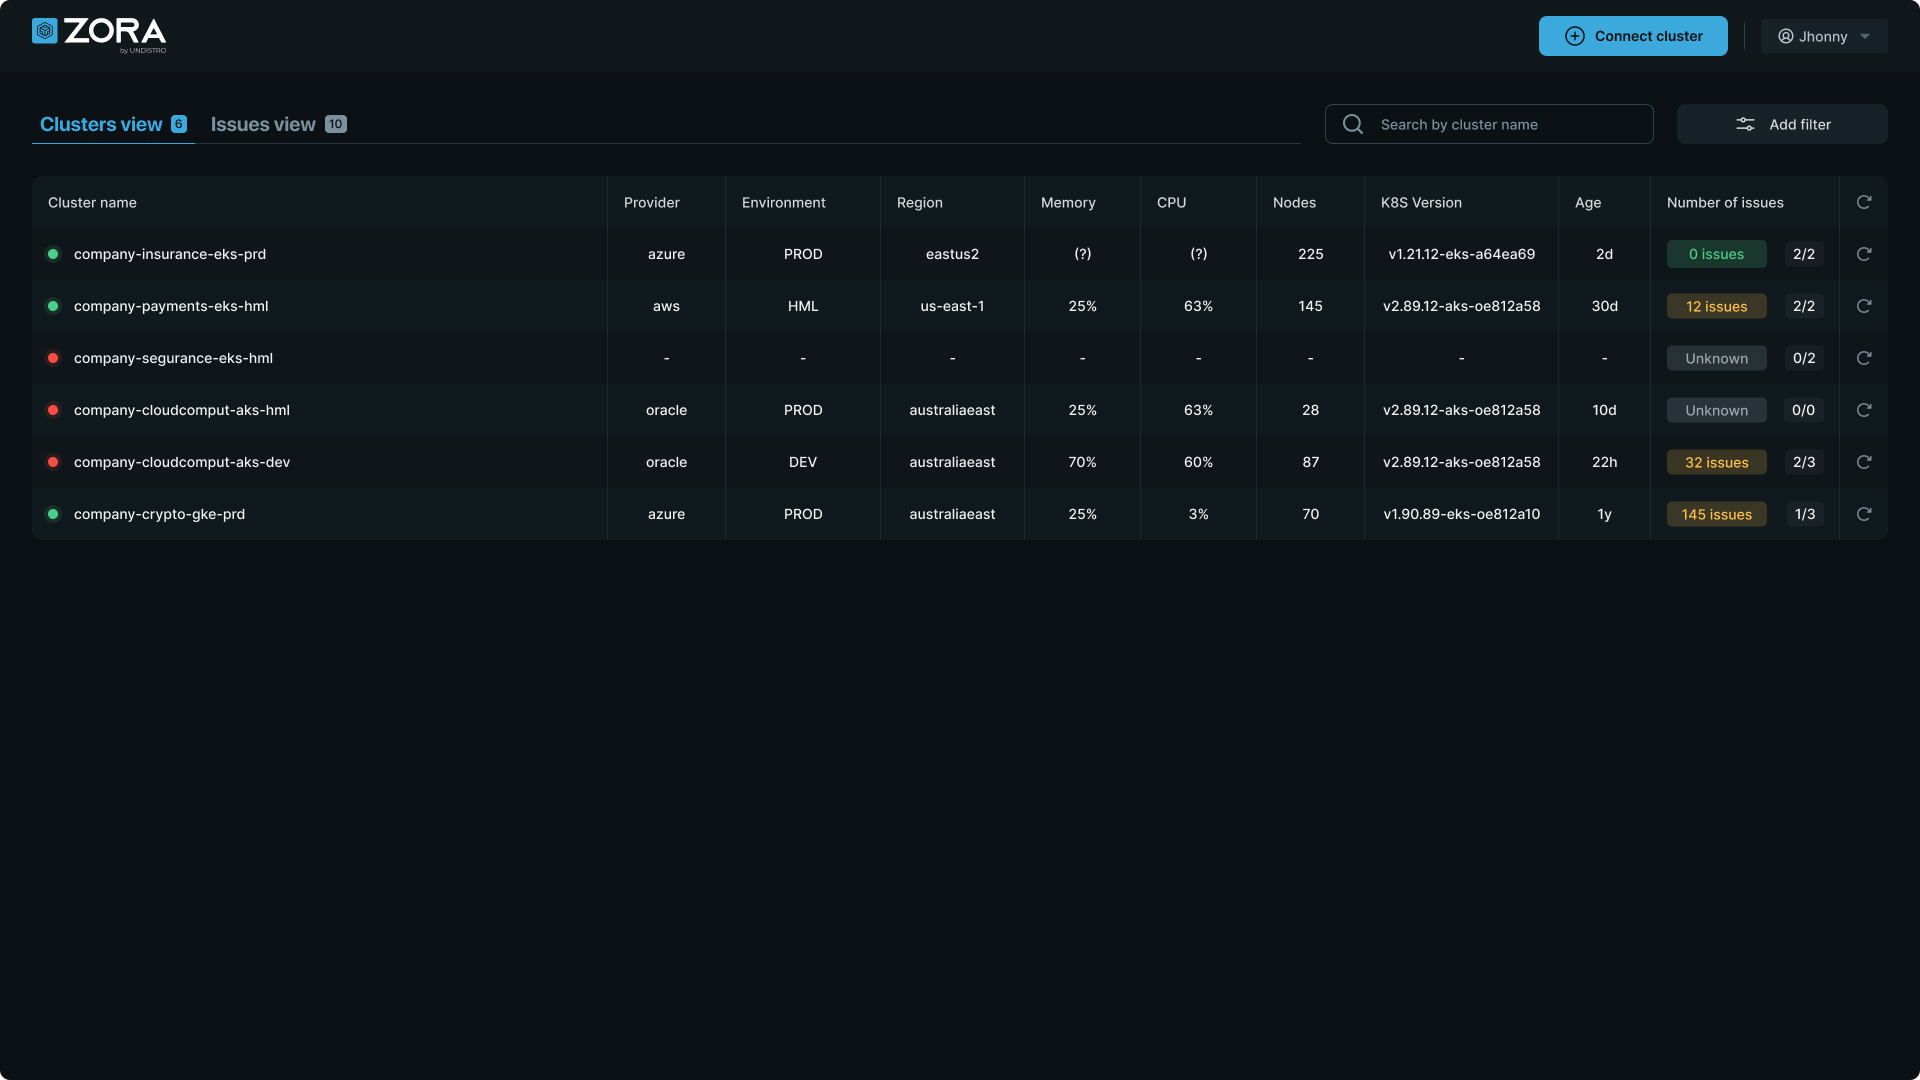 ZORA
by UNDISTRO
Connect cluster
Jhonny
Clusters view 6
Issues view 10
Search by cluster name
Add filter
Cluster name Provider Environment Region Memory CPU Nodes K8S Version Age Number of issues
company-insurance-eks-prd azure PROD eastus2 (?) (?) 225 v1.21.12-eks-a64ea69 2d 0 issues 2/2
company-payments-eks-hml aws HML us-east-1 25% 63% 145 v2.89.12-aks-oe812a58 30d 12 issues 2/2
company-segurance-eks-hml - - - - - - - - Unknown 0/2
company-cloudcomput-aks-hml oracle PROD australiaeast 25% 63% 28 v2.89.12-aks-oe812a58 10d Unknown 0/0
company-cloudcomput-aks-dev oracle DEV australiaeast 70% 60% 87 v2.89.12-aks-oe812a58 22h 32 issues 2/3
company-crypto-gke-prd azure PROD australiaeast 25% 3% 70 v1.90.89-eks-oe812a10 1y 145 issues 1/3